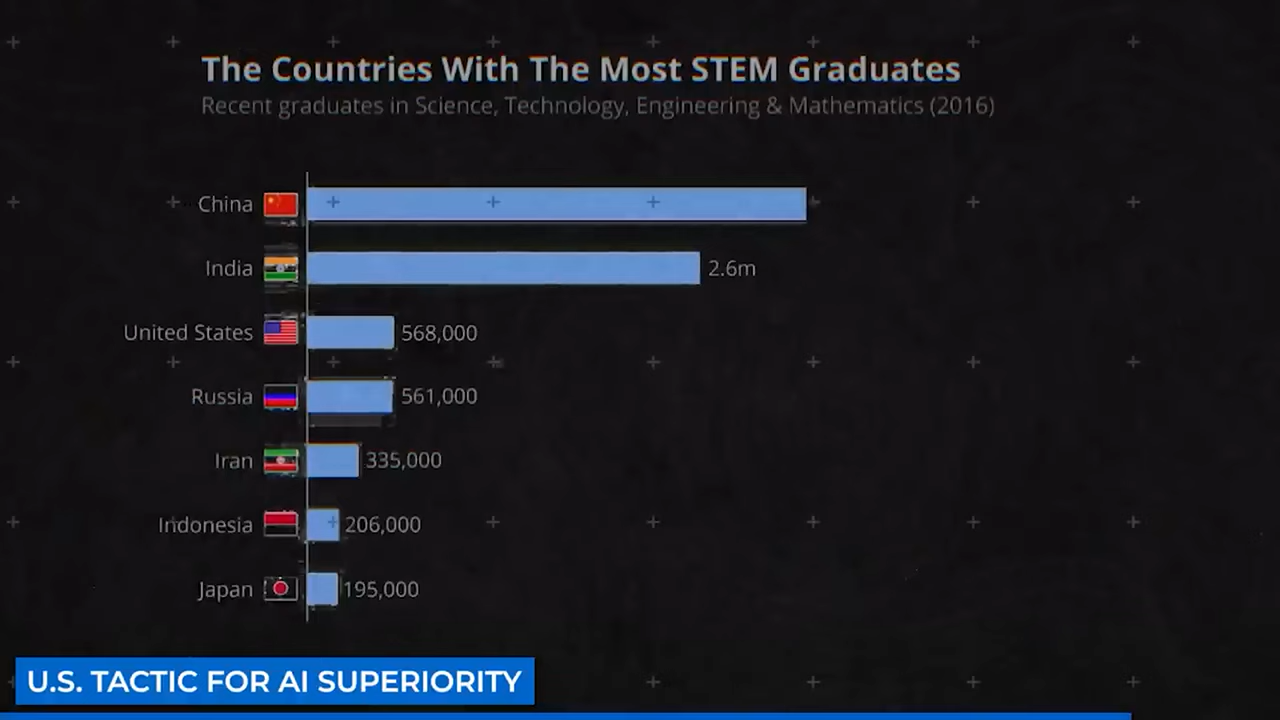 The Countries With The Most STEM Graduates
Recent graduates in Science, Technology, Engineering & Mathematics (2016)
China
India 2.6m
United States 568,000
Russia 561,000
Iran 335,000
Indonesia 206,000
Japan 195,000
U.S. TACTIC FOR AI SUPERIORITY